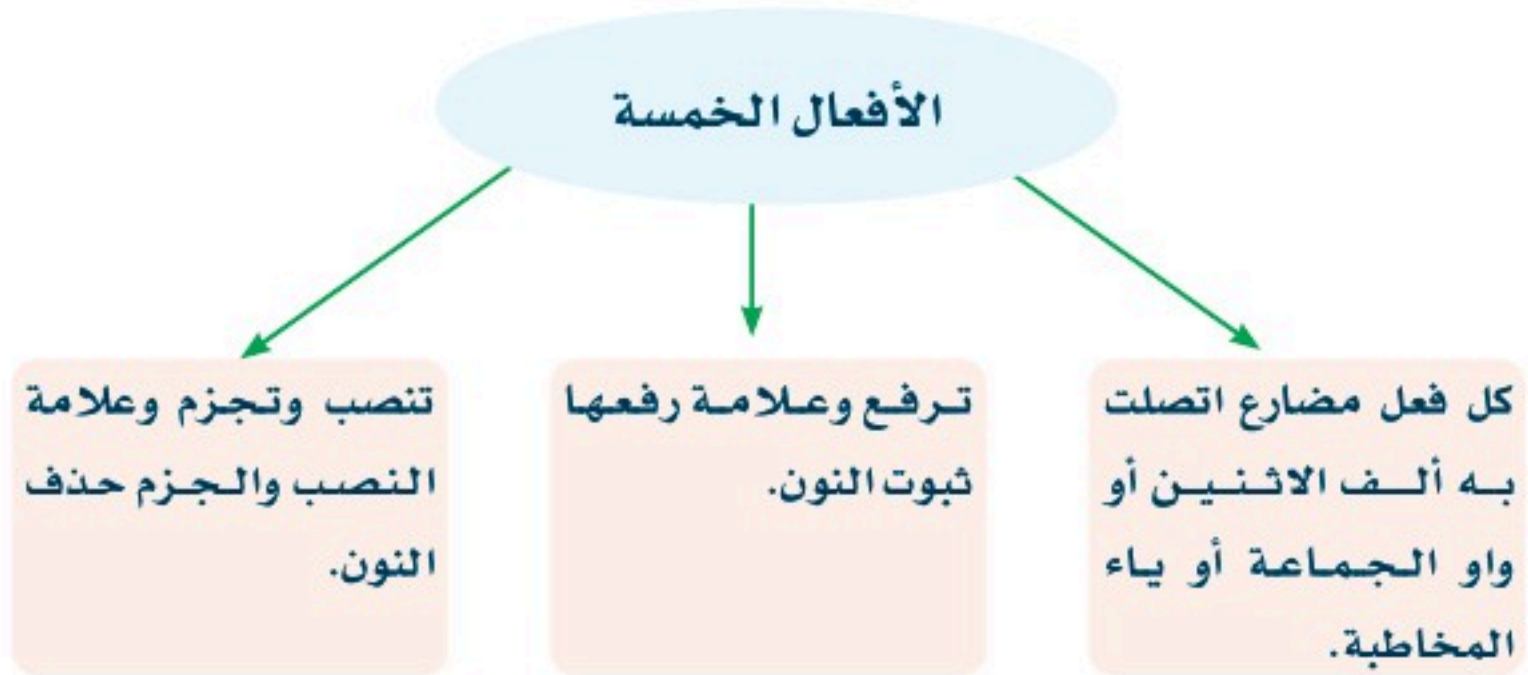 الأفعال الخمسة
كل فعل مضارع اتصلت
به ألف الاثنين أو
واو الجماعة أو ياء
المخاطبة.
ترفع وعلامة رفعها
ثبوت النون.
تنصب وتجزم وعلامة
النصب والجزم حذف
النون.